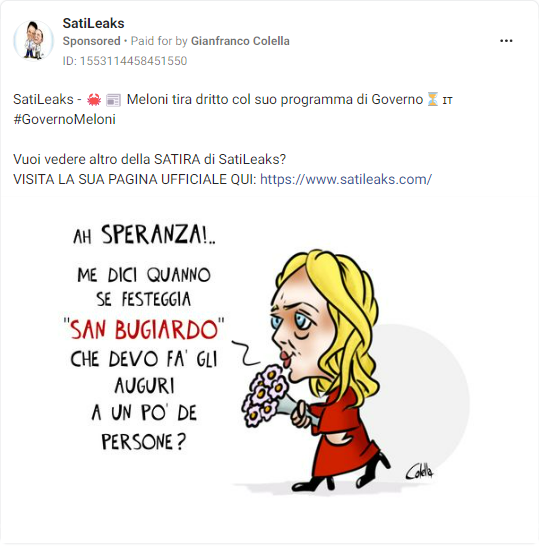 SatiLeaks
Sponsored • Paid for by Gianfranco Colella
ID: 1553114458451550
SatiLeaks - 🦀 📰 Meloni tira dritto col suo programma di Governo⏳ IT
#GovernoMeloni
Vuoi vedere altro della SATIRA di SatiLeaks?
VISITA LA SUA PAGINA UFFICIALE QUI: https://www.satileaks.com/
AH SPERANZA!..
ME DICI QUANNO
SE FESTEGGIA
"SAN BUGIARDO"
CHE DEVO FA' GLI
AUGURI
A UN PO' DE
PERSONE?
Colella